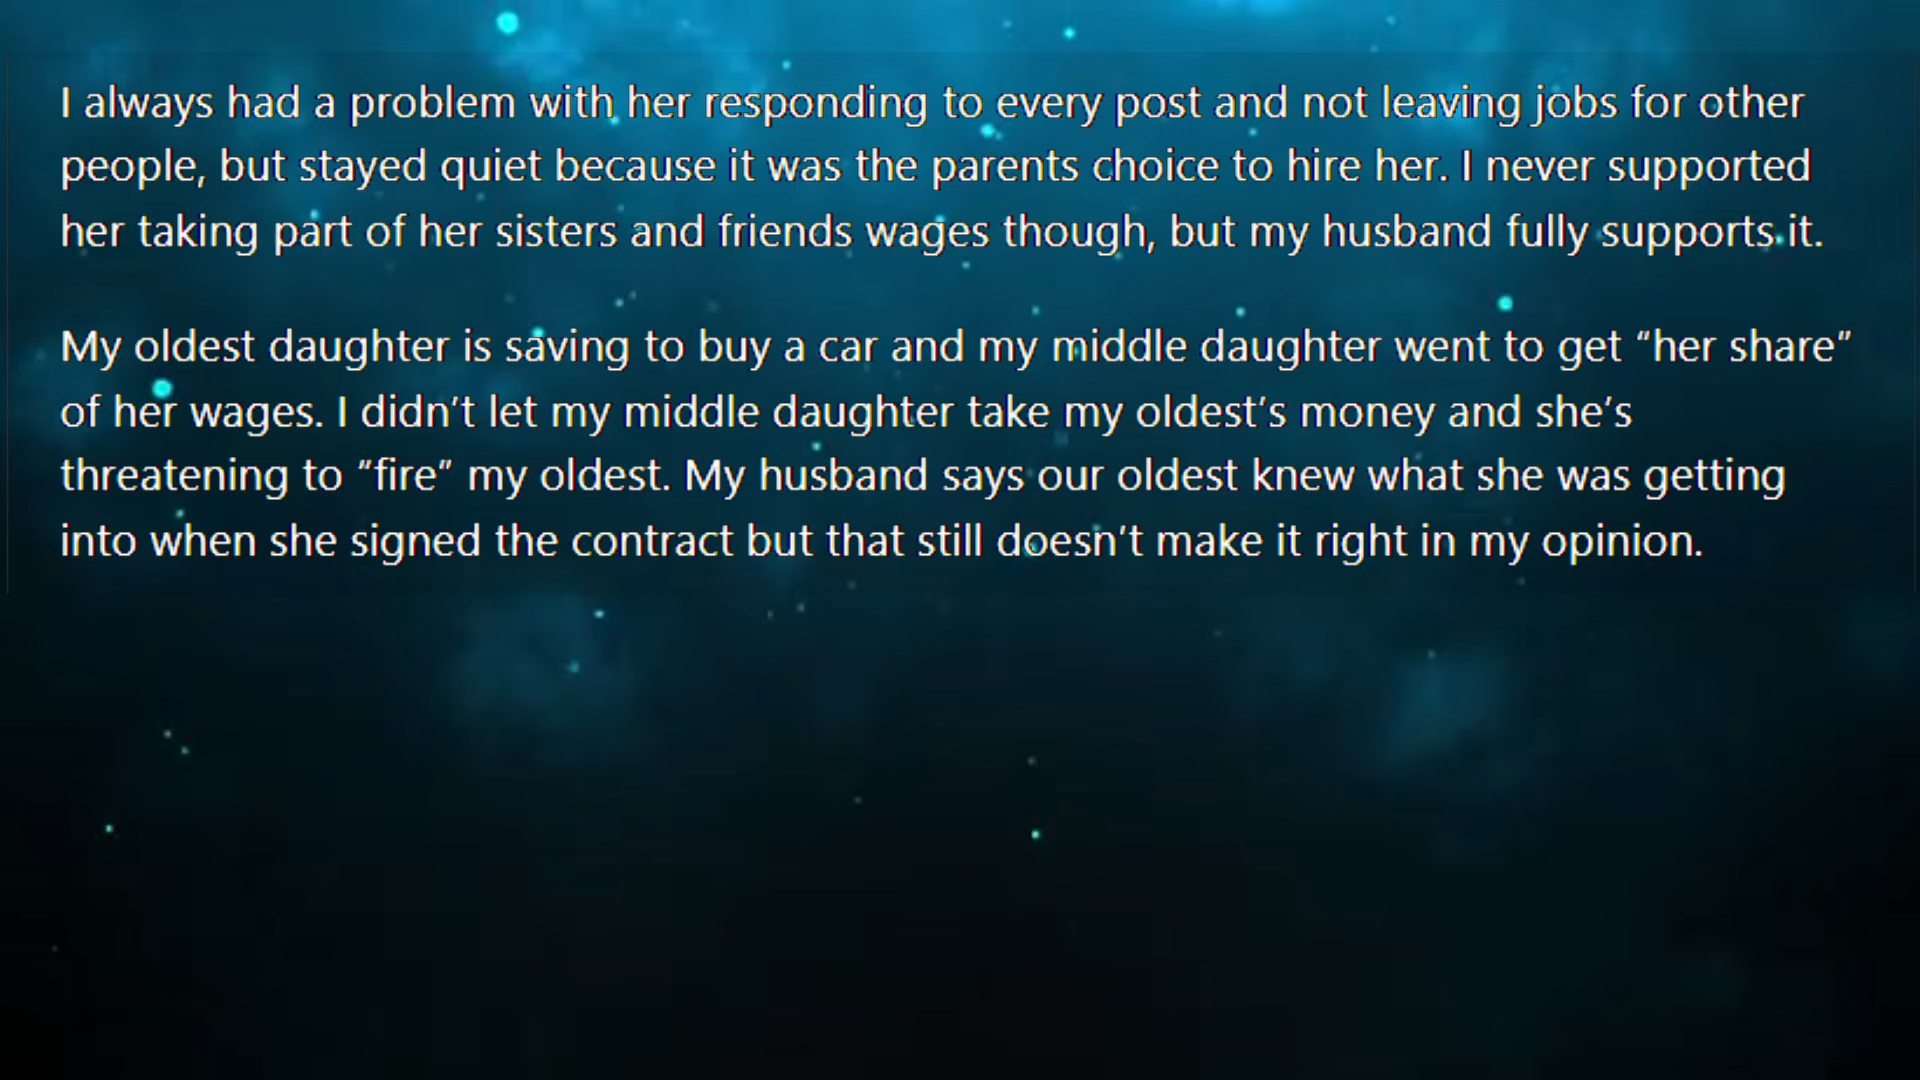 I always had a problem with her responding to every post and not leaving jobs for other
people, but stayed quiet because it was the parents choice to hire her. I never supported
her taking part of her sisters and friends wages though, but my husband fully supports it.
My oldest daughter is saving to buy a car and my middle daughter went to get “her share”
of her wages. I didn’t let my middle daughter take my oldest’s money and she’s
threatening to “fire” my oldest. My husband says our oldest knew what she was getting
into when she signed the contract but that still doesn’t make it right in my opinion.